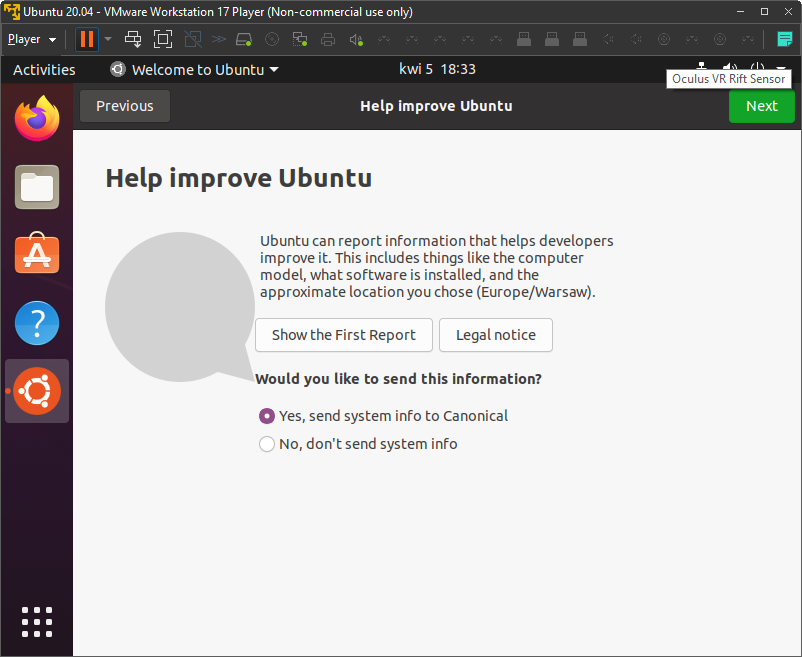 Ubuntu 20.04 - VMware Workstation 17 Player (Non-commercial use only)
Player
Activities
Welcome to Ubuntu
kwi 5 18:33
Oculus VR Rift Sensor
Previous
Help improve Ubuntu
Next
Help improve Ubuntu
Ubuntu can report information that helps developers
improve it. This includes things like the computer
model, what software is installed, and the
approximate location you chose (Europe/Warsaw).
Show the First Report
Legal notice
Would you like to send this information?
Yes, send system info to Canonical
No, don't send system info